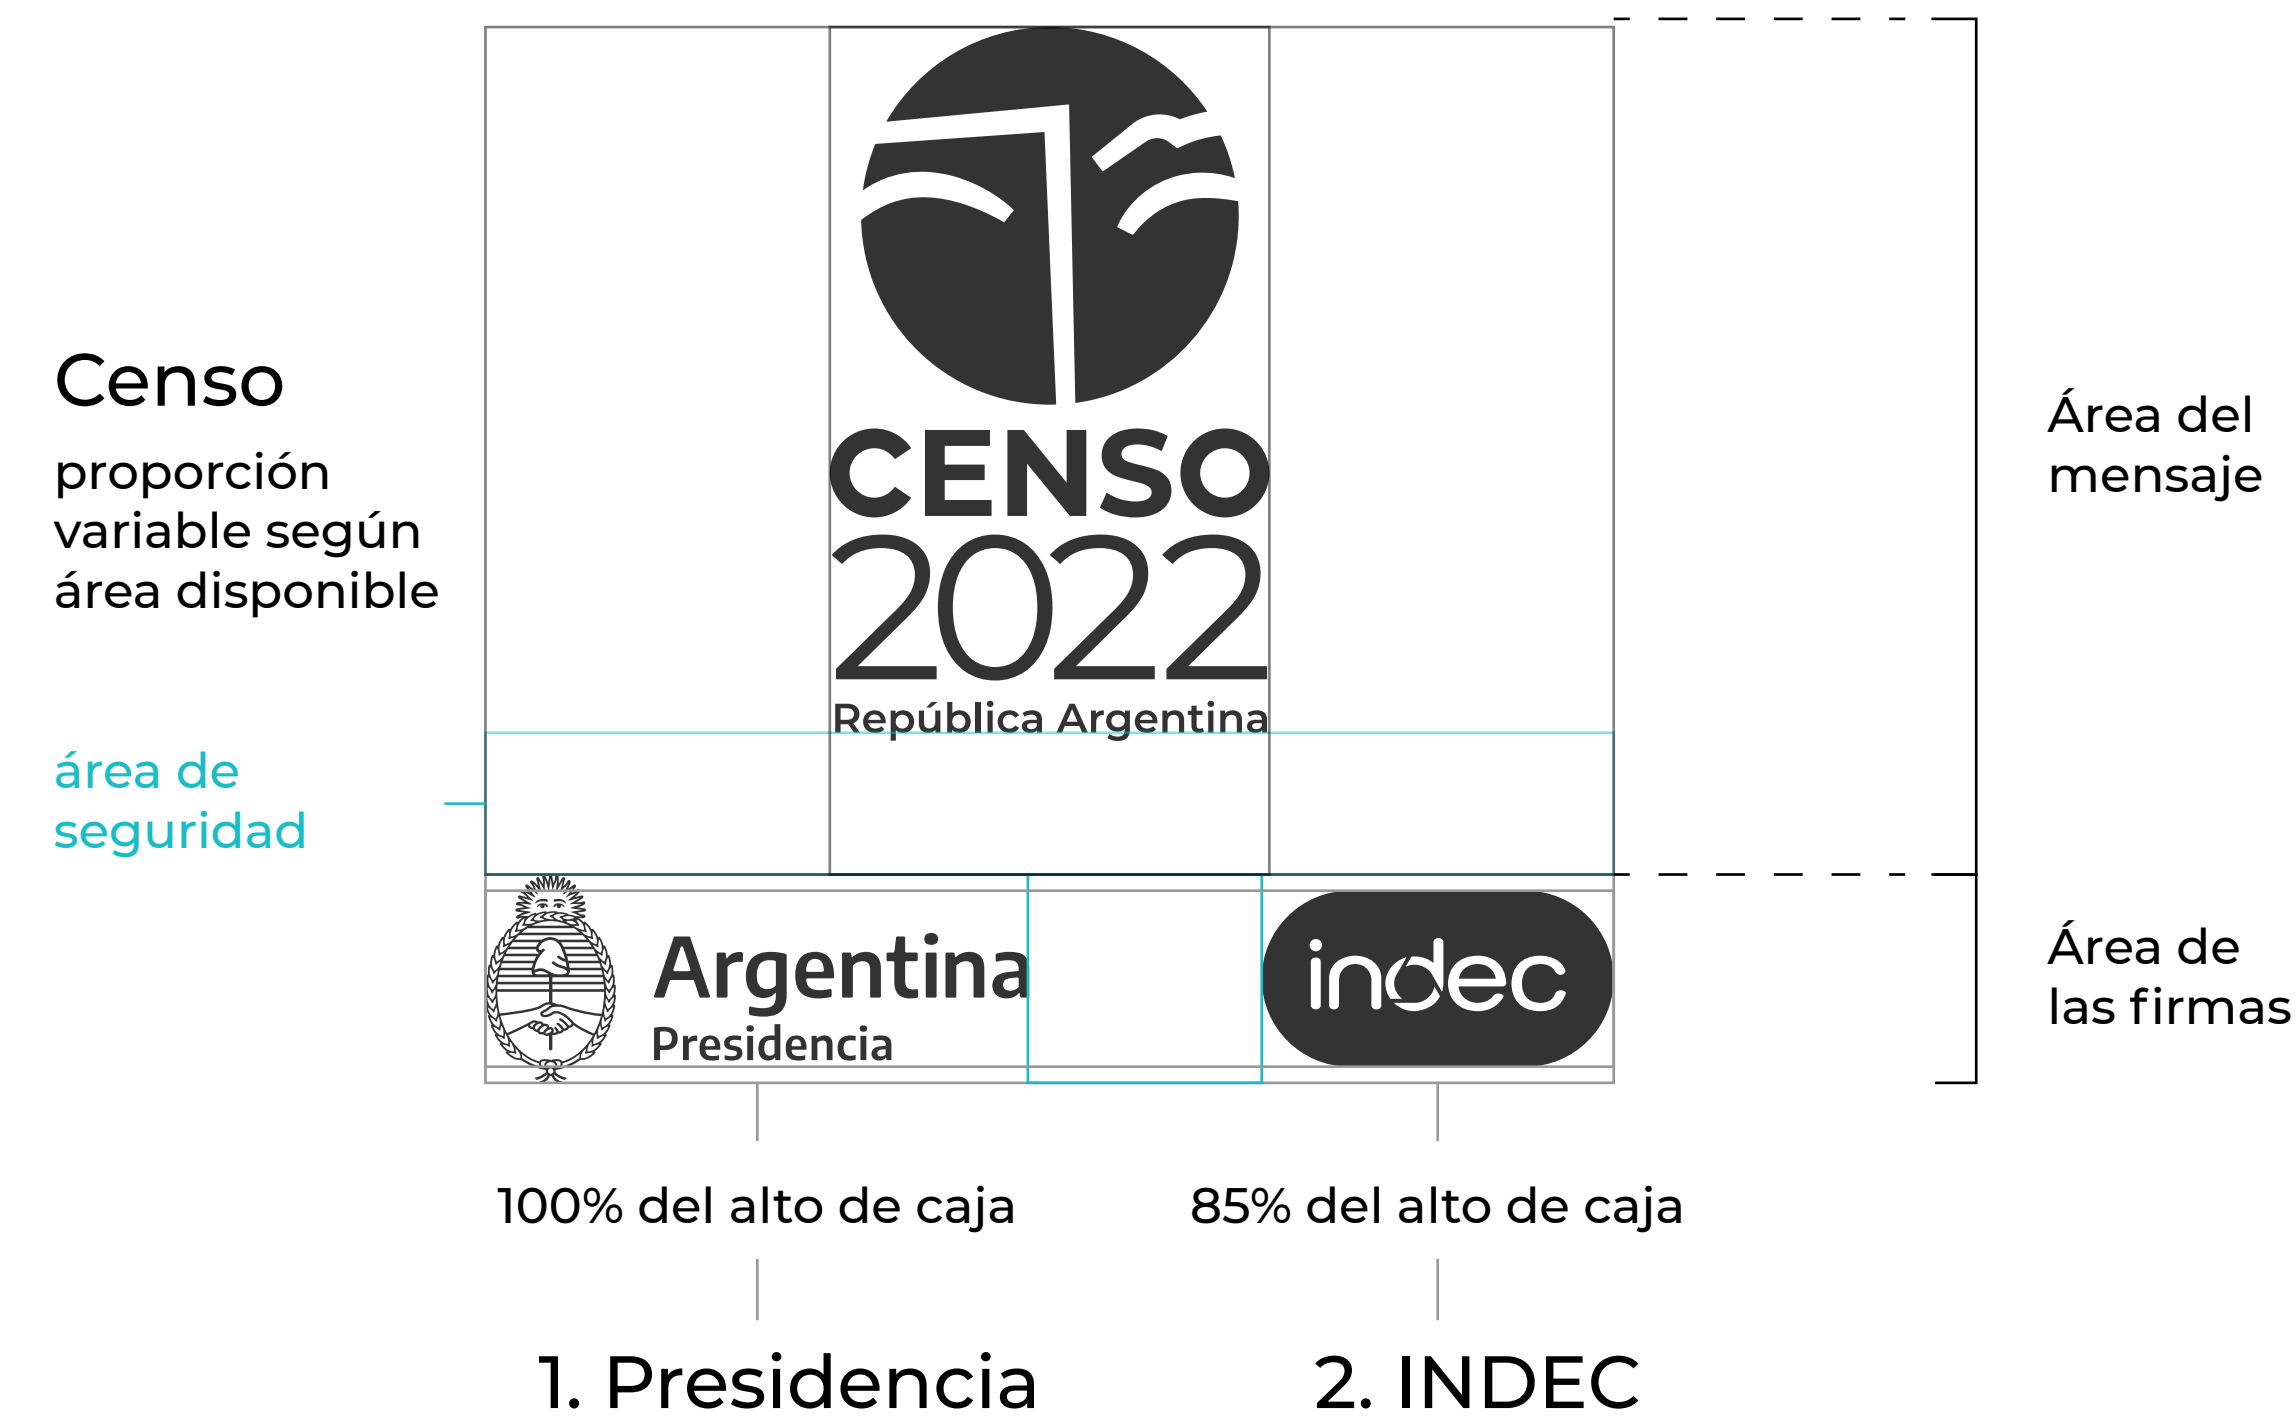 Censo
proporción
variable según
área disponible
área de
seguridad
CENSO
2022
República Argentina
Área del
mensaje
Argentina
Presidencia
indec
Área de
las firmas
100% del alto de caja
85% del alto de caja
1. Presidencia
2. INDEC